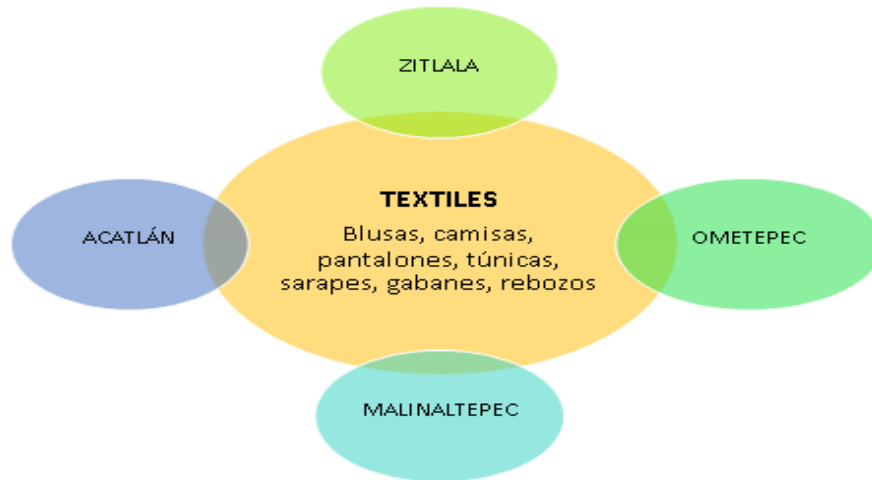 ZITLALA
ACATLÁN
TEXTILES
Blusas, camisas,
pantalones, túnicas,
sarapes, gabanes, rebozos
OMETEPEC
MALINALTEPEC